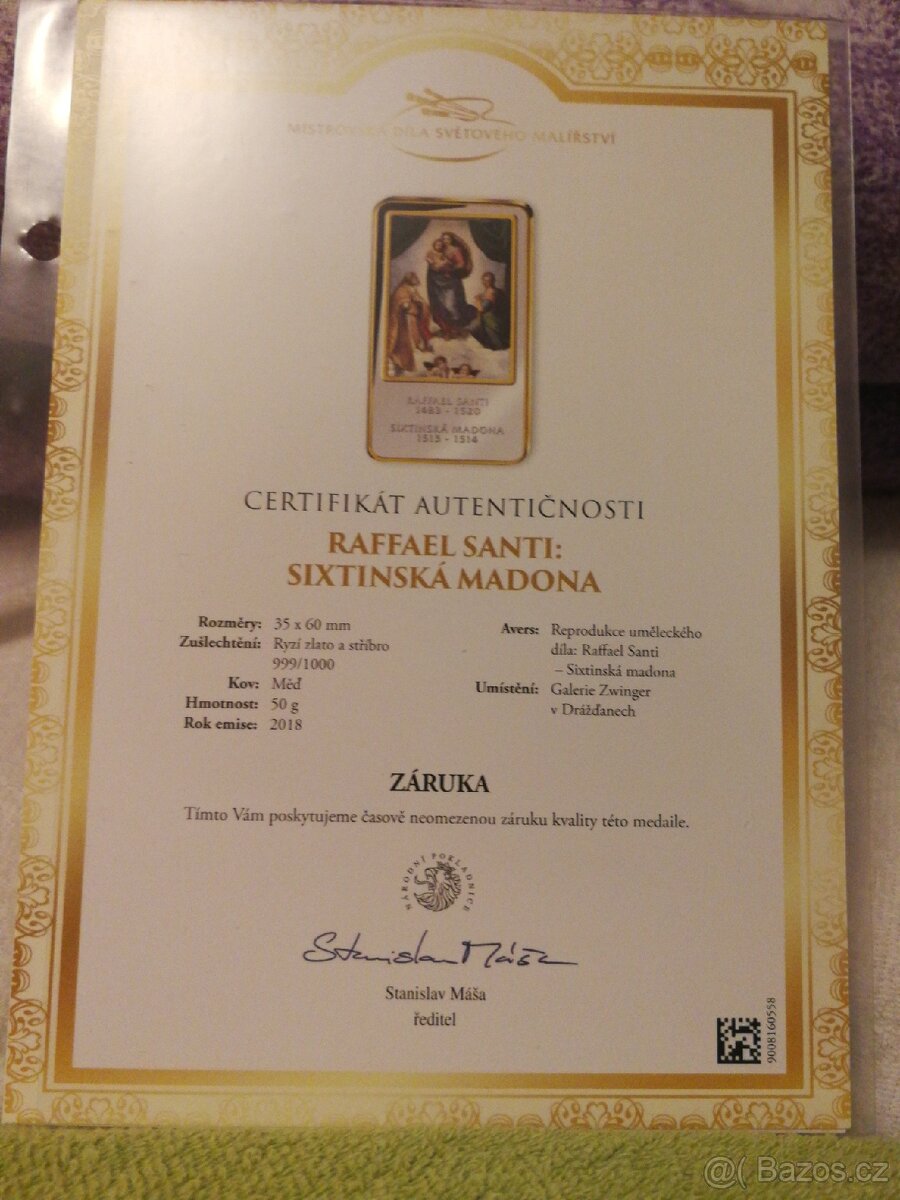 MISTROVSKÁ DÍLA SVĚTOVÉHO MALÍŘSTVÍ
RAFFAEL SANTI
1483 - 1520
SIXTINSKÁ MADONA
1513 - 1514
CERTIFIKÁT AUTENTIČNOSTI
RAFFAEL SANTI:
SIXTINSKÁ MADONA
Rozměry: 35 x 60 mm
Zušlechtění: Ryzí zlato a stříbro
999/1000
Kov: Měď
Hmotnost: 50 g
Rok emise: 2018
Avers: Reprodukce uměleckého
díla: Raffael Santi
– Sixtinská madona
Umístění: Galerie Zwinger
v Drážďanech
ZÁRUKA
Tímto Vám poskytujeme časově neomezenou záruku kvality této medaile.
NÁRODNÍ POKLADNICE
Stanislav Máša
Stanislav Máša
ředitel
9008160558
@( Bazos.cz